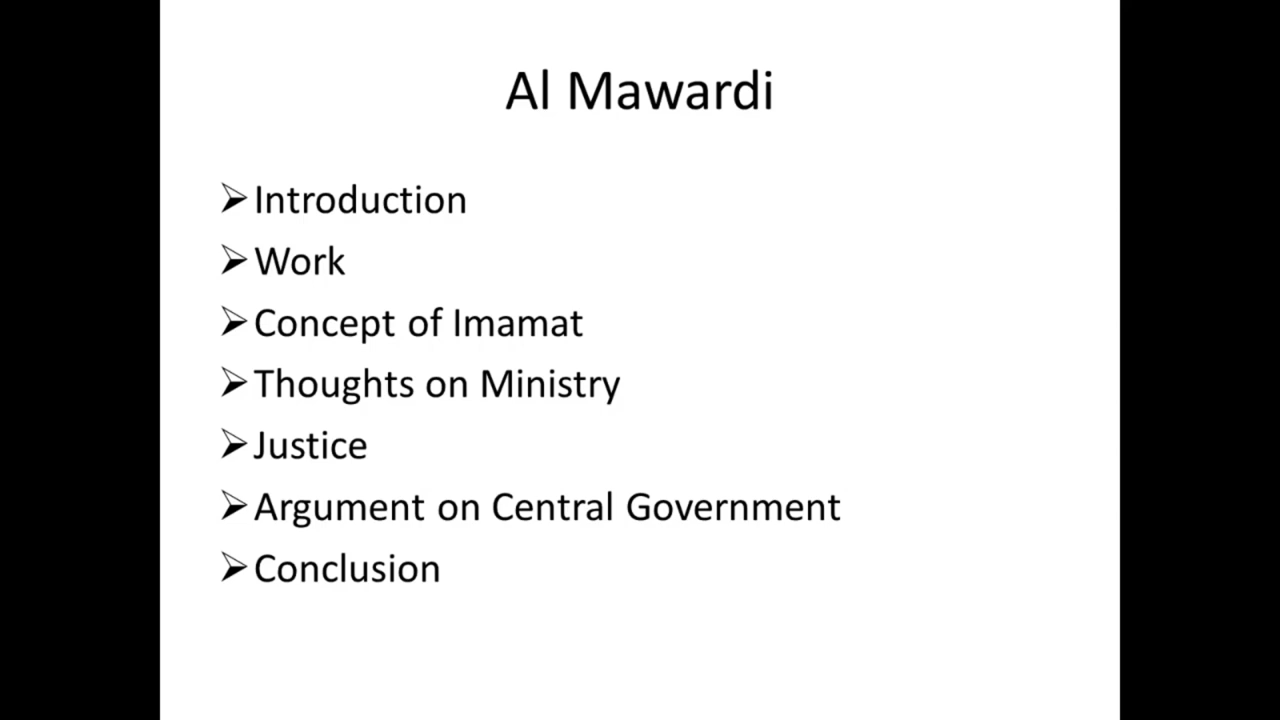 Al Mawardi
➢Introduction
➢Work
➢Concept of Imamat
➢Thoughts on Ministry
➢Justice
➢Argument on Central Government
➢Conclusion